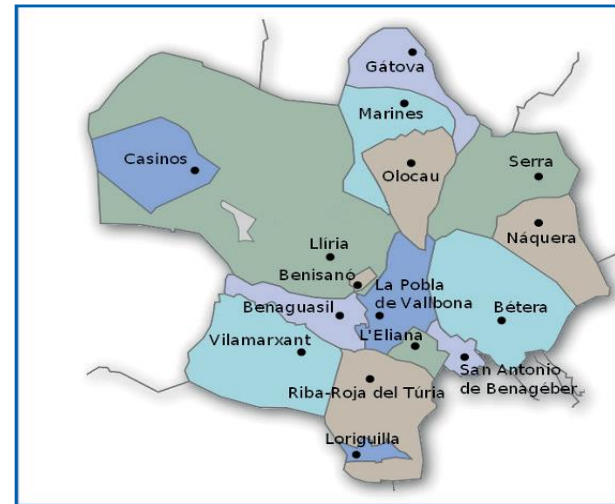 Gátova
Marines
Casinos
Olocau
Serra
Náquera
Llíria
Benisanó
La Pobla
de Vallbona
Benaguasil
Bétera
L'Eliana
Vilamarxant
San Antonio
de Benagéber
Riba-Roja del Túria
Loriguilla